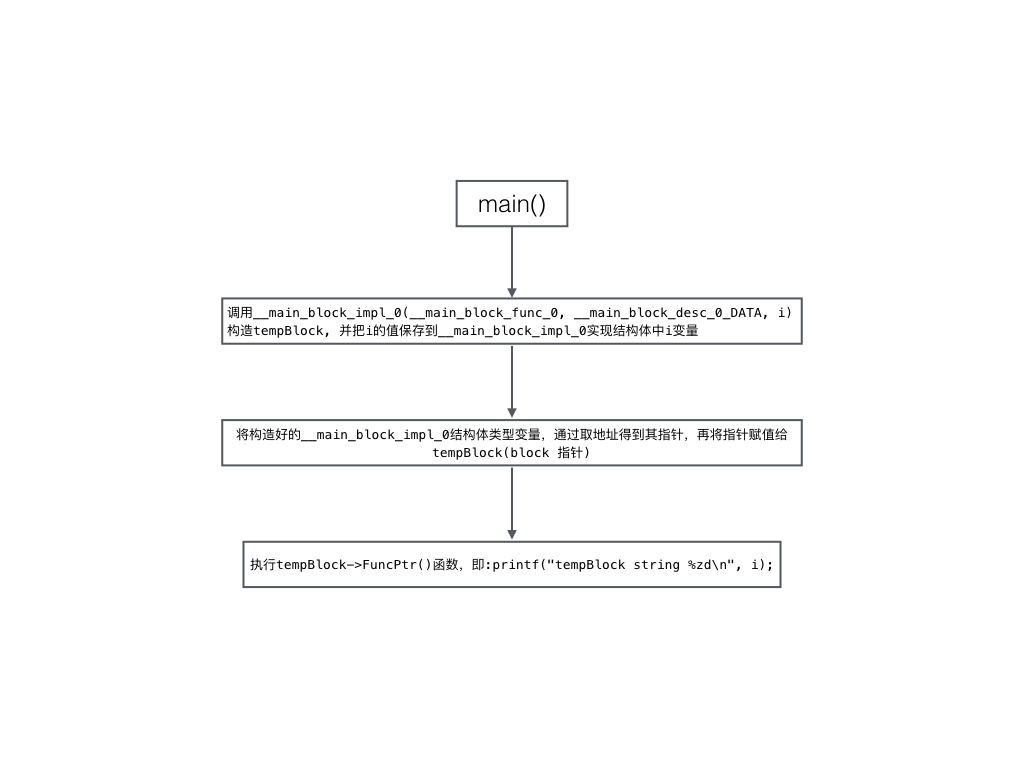 main()
调用__main_block_impl_0(__main_block_func_0, __main_block_desc_0_DATA, i)
构造tempBlock, 并把i的值保存到__main_block_impl_0实现结构体中i变量
将构造好的__main_block_impl_0结构体类型变量，通过取地址得到其指针，再将指针赋值给
tempBlock(block 指针)
执行tempBlock->FuncPtr()函数，即:printf("tempBlock string %zd\n", i);